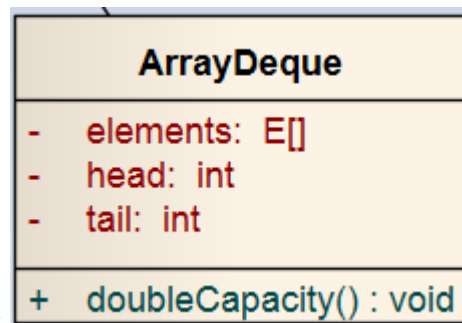 ArrayDeque
- elements: E[]
- head: int
- tail: int
+ doubleCapacity() : void